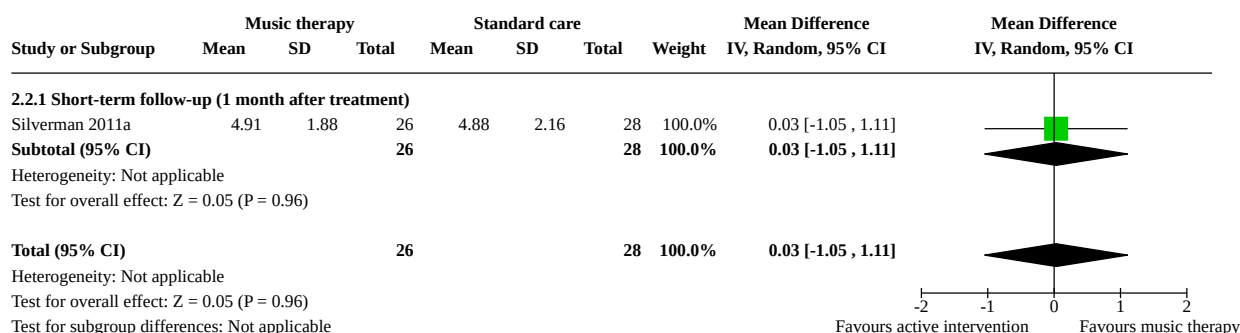 Music therapy Standard care Mean Difference Mean Difference
Study or Subgroup Mean SD Total Mean SD Total Weight IV, Random, 95% CI IV, Random, 95% CI
2.2.1 Short-term follow-up (1 month after treatment)
Silverman 2011a 4.91 1.88 26 4.88 2.16 28 100.0% 0.03 [-1.05 , 1.11]
Subtotal (95% CI) 26 28 100.0% 0.03 [-1.05 , 1.11]
Heterogeneity: Not applicable
Test for overall effect: Z = 0.05 (P = 0.96)
Total (95% CI) 26 28 100.0% 0.03 [-1.05 , 1.11]
Heterogeneity: Not applicable
Test for overall effect: Z = 0.05 (P = 0.96) -2 -1 0 1 2
Test for subgroup differences: Not applicable Favours active intervention Favours music therapy